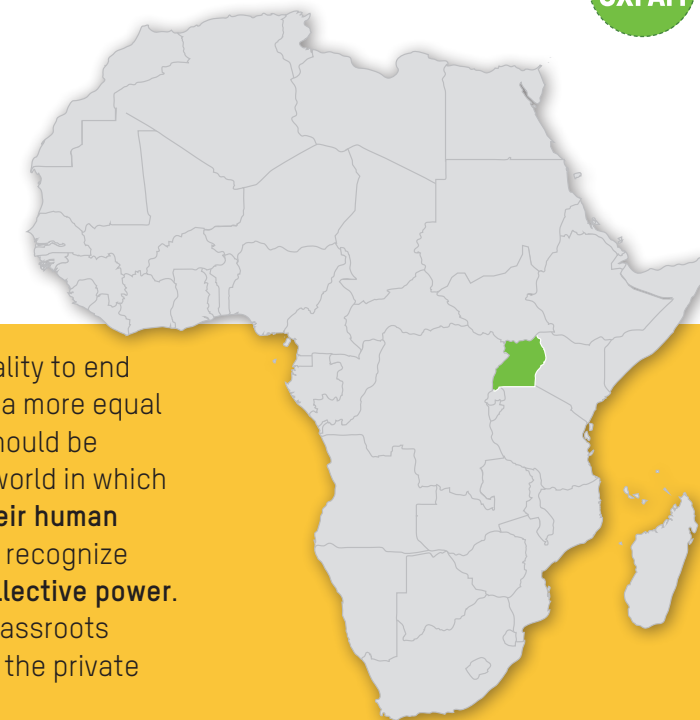 ality to end
a more equal
hould be
world in which
eir human
recognize
llective power.
assroots
the private